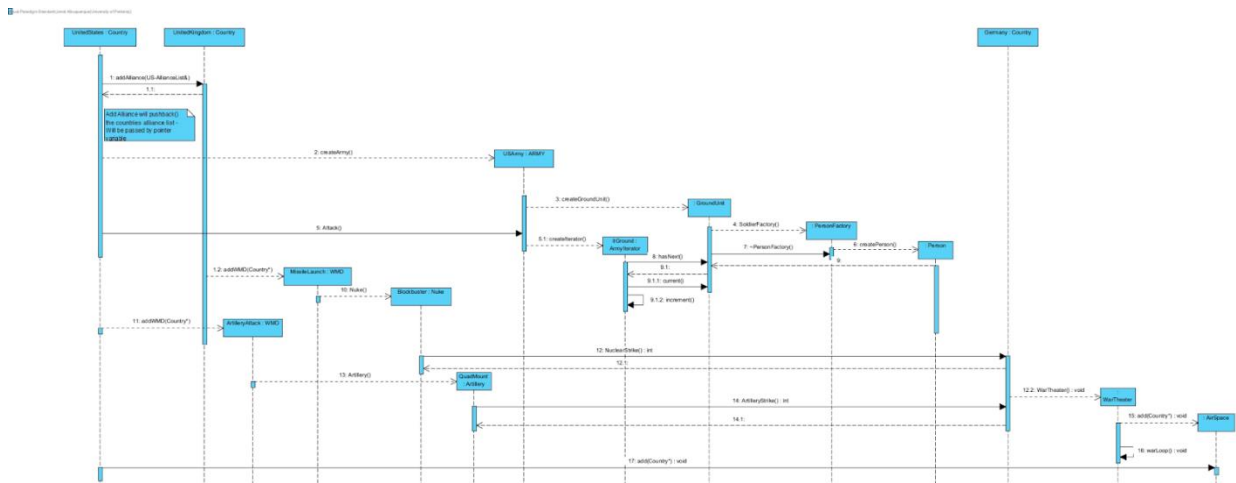 UnitedStates : Country
UnitedKingdom : Country
Germany : Country
1: addAlliance(US-AllianceList&)
1.1:
Add Alliance will pushback()
the countries alliance list -
Will be passed by pointer
variable
2: createArmy()
USArmy : ARMY
3: createGroundUnit()
: GroundUnit
4: SoldierFactory()
: PersonFactory
5: Attack()
5.1: createIterator()
: Person
ItGround :
ArmyIterator
6: hasNext()
7: ~PersonFactory()
8: createPerson()
9:
9.1:
1.2: addWMD(Country*)
MissileLaunch : WMD
9.1.1: current()
10: Nuke()
Blockbuster : Nuke
9.1.2: increment()
11: addWMD(Country*)
ArtilleryAttack : WMD
12: NuclearStrike() : int
12.1:
13: Artillery()
QuadMount
: Artillery
12.2: WarTheater() : void
:
WarTheater
14: ArtilleryStrike() : int
14.1:
15: add(Country*) : void
: AirSpace
16: warLoop() : void
17: add(Country*) : void